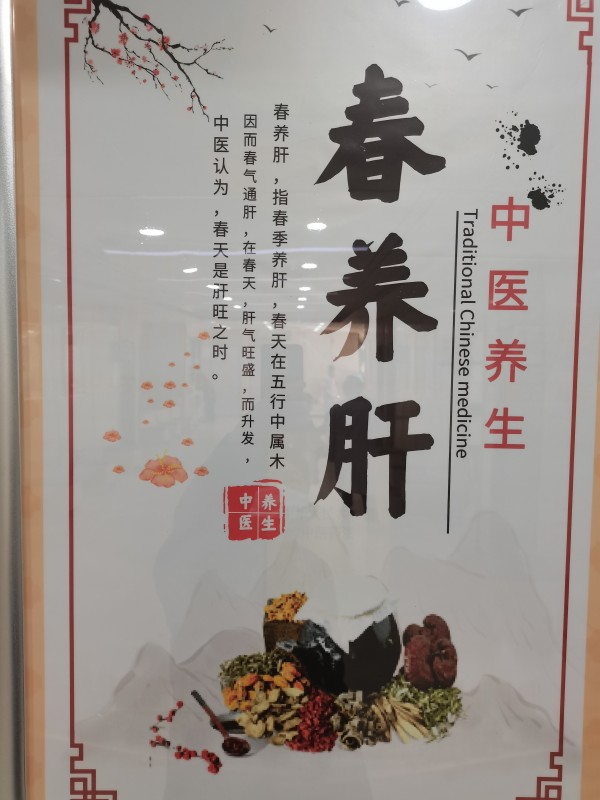 中医养生
Traditional Chinese medicine
春养肝
春养肝，指春季养肝，春天在五行中属木
因而春气通肝，在春天，肝气旺盛，而升发，
中医认为，春天是肝旺之时。
养生
中医